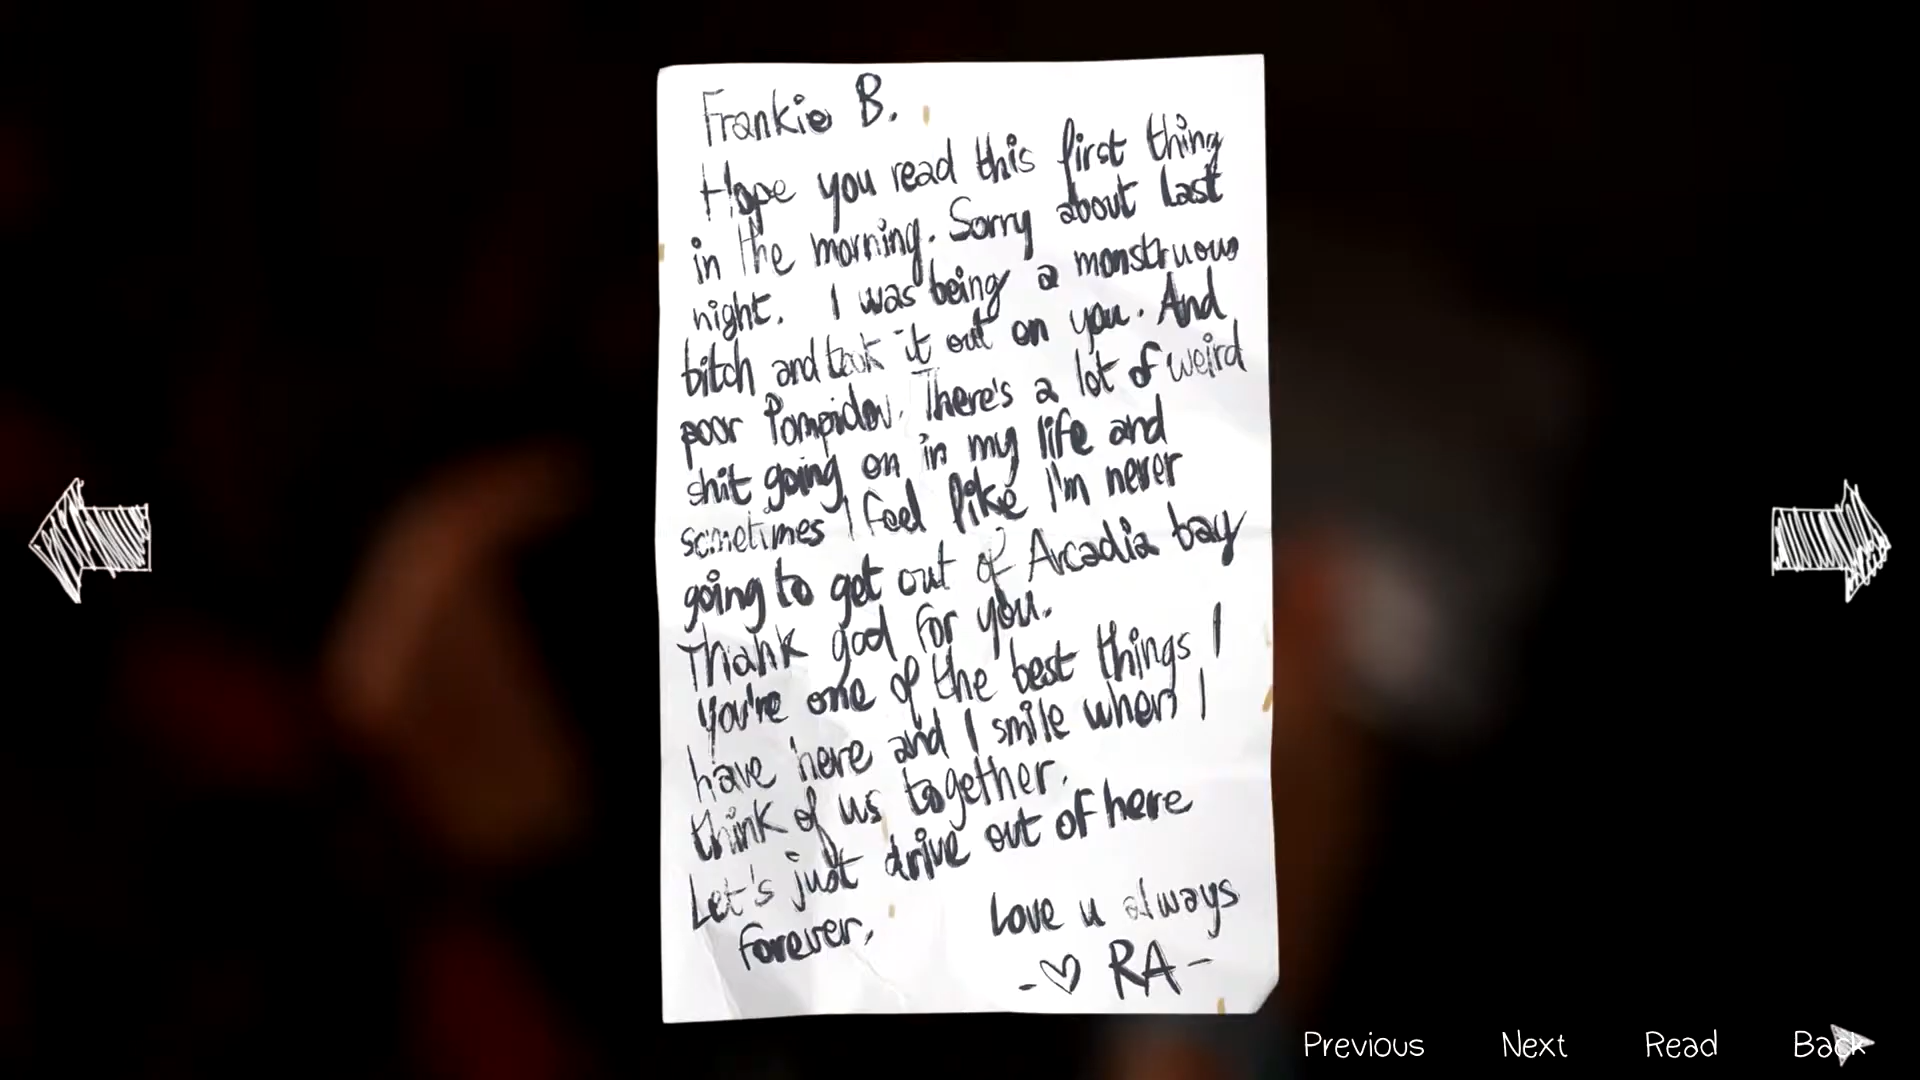 Frankie B.
Hope you read this first thing
in the morning. Sorry about last
night. I was being a monstruous
bitch and took it out on you. And
poor Pompidou. There's a lot of weird
shit going on in my life and
sometimes I feel like I'm never
going to get out of Arcadia bay
Thank god for you.
You're one of the best things I
have here and I smile when I
think of us together.
Let's just drive out of here
forever.
Love u always
-♡ RA-
Previous Next Read Back